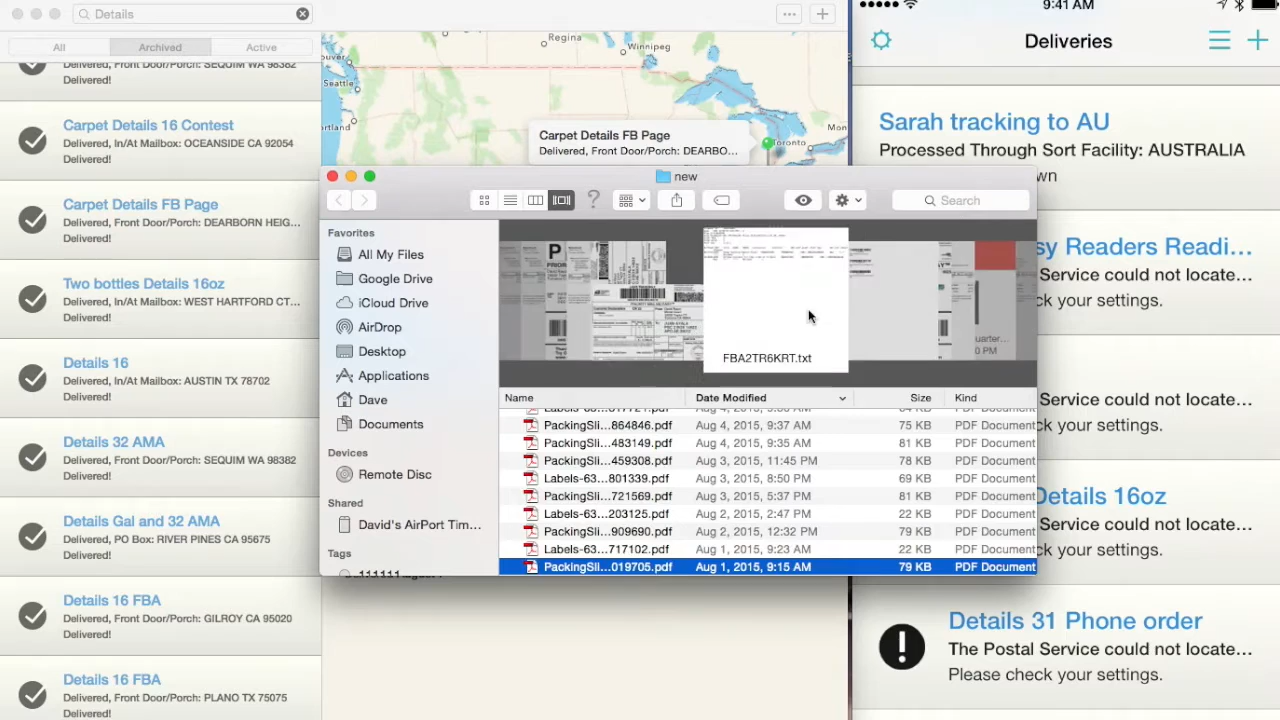 Details
All
Archived
Active
Delivered, Front Door/Porch: SEQUIM WA 98382
Delivered!
Carpet Details 16 Contest
Delivered, In/At Mailbox: OCEANSIDE CA 92054
Delivered!
Carpet Details FB Page
Delivered, Front Door/Porch: DEARBORN HEIG...
Delivered!
Two bottles Details 16oz
Delivered, In/At Mailbox: WEST HARTFORD CT...
Delivered!
Details 16
Delivered, In/At Mailbox: AUSTIN TX 78702
Delivered!
Details 32 AMA
Delivered, Front Door/Porch: SEQUIM WA 98382
Delivered!
Details Gal and 32 AMA
Delivered, PO Box: RIVER PINES CA 95675
Delivered!
Details 16 FBA
Delivered, Front Door/Porch: GILROY CA 95020
Delivered!
Details 16 FBA
Delivered, Front Door/Porch: PLANO TX 75075
Delivered!
Regina
Winnipeg
Seattle
Portland
Toronto
Carpet Details FB Page
Delivered, Front Door/Porch: DEARBO...
new
Search
Favorites
All My Files
Google Drive
iCloud Drive
AirDrop
Desktop
Applications
Dave
Documents
Devices
Remote Disc
Shared
David's AirPort Tim...
Tags
P
FBA2TR6KRT.txt
Name Date Modified Size Kind
PackingSli...864846.pdf Aug 4, 2015, 9:37 AM 75 KB PDF Document
PackingSli...483149.pdf Aug 4, 2015, 9:35 AM 81 KB PDF Document
PackingSli...459308.pdf Aug 3, 2015, 11:45 PM 78 KB PDF Document
Labels-63...801339.pdf Aug 3, 2015, 8:50 PM 69 KB PDF Document
PackingSli...721569.pdf Aug 3, 2015, 5:37 PM 81 KB PDF Document
Labels-63...203125.pdf Aug 2, 2015, 2:47 PM 22 KB PDF Document
PackingSli...909690.pdf Aug 2, 2015, 12:32 PM 79 KB PDF Document
Labels-63...717102.pdf Aug 1, 2015, 9:23 AM 22 KB PDF Document
PackingSli...019705.pdf Aug 1, 2015, 9:15 AM 79 KB PDF Document
9:41 AM
Deliveries
Sarah tracking to AU
Processed Through Sort Facility: AUSTRALIA
wn
sy Readers Readi...
Service could not locate...
ck your settings.
Service could not locate...
ck your settings.
Details 16oz
Service could not locate...
ck your settings.
Details 31 Phone order
The Postal Service could not locate...
Please check your settings.